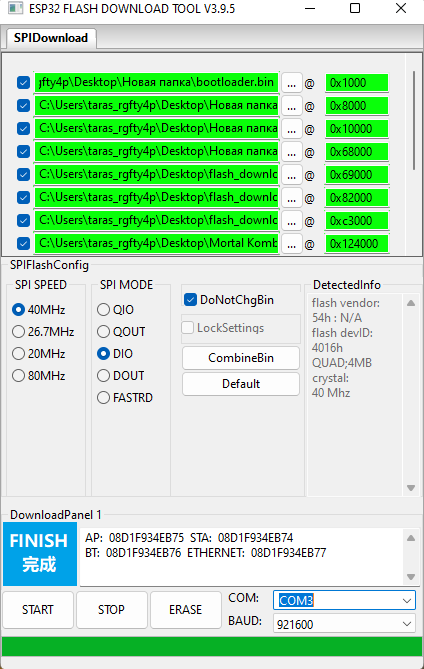 ESP32 FLASH DOWNLOAD TOOL V3.9.5
SPIDownload
gfty4p\Desktop\Новая папка\bootloader.bin ... @ 0x1000
C:\Users\taras_rgfty4p\Desktop\Новая папка ... @ 0x8000
C:\Users\taras_rgfty4p\Desktop\Новая папка ... @ 0x10000
C:\Users\taras_rgfty4p\Desktop\Новая папка ... @ 0x68000
C:\Users\taras_rgfty4p\Desktop\flash_downlo ... @ 0x69000
C:\Users\taras_rgfty4p\Desktop\flash_downlo ... @ 0x82000
C:\Users\taras_rgfty4p\Desktop\flash_downlo ... @ 0xc3000
C:\Users\taras_rgfty4p\Desktop\Mortal Komb ... @ 0x124000
SPIFlashConfig
SPI SPEED
40MHz
26.7MHz
20MHz
80MHz
SPI MODE
QIO
QOUT
DIO
DOUT
FASTRD
DoNotChgBin
LockSettings
CombineBin
Default
DetectedInfo
flash vendor:
54h : N/A
flash devID:
4016h
QUAD;4MB
crystal:
40 Mhz
DownloadPanel 1
FINISH
完成
AP: 08D1F934EB75 STA: 08D1F934EB74
BT: 08D1F934EB76 ETHERNET: 08D1F934EB77
START
STOP
ERASE
COM: COM3
BAUD: 921600